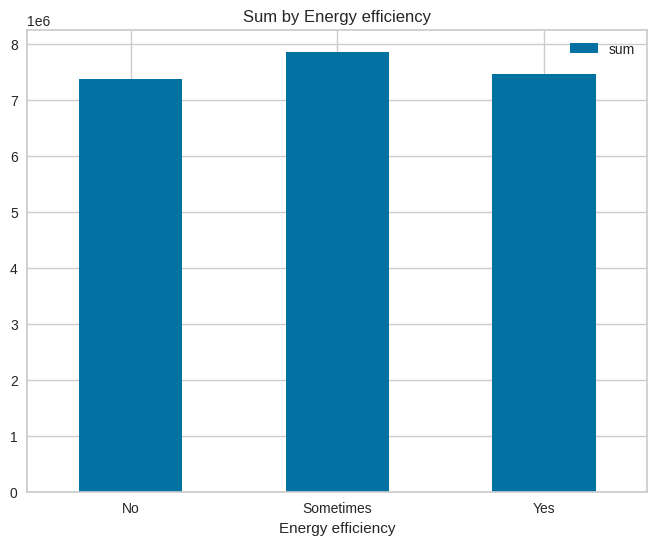 Sum by Energy efficiency
1e6
sum
8
7
6
5
4
3
2
1
0
No Sometimes Yes
Energy efficiency